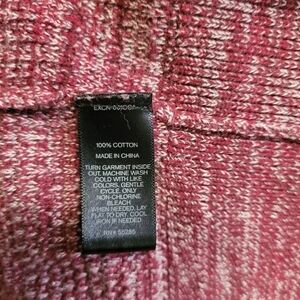 100% COTTON
MADE IN CHINA
TURN GARMENT INSIDE
OUT. MACHINE WASH
COLD WITH LIKE
COLORS. GENTLE
CYCLE. ONLY
NON-CHLORINE
BLEACH
WHEN NEEDED. LAY
FLAT TO DRY. COOL
IRON IF NEEDED.
RN#